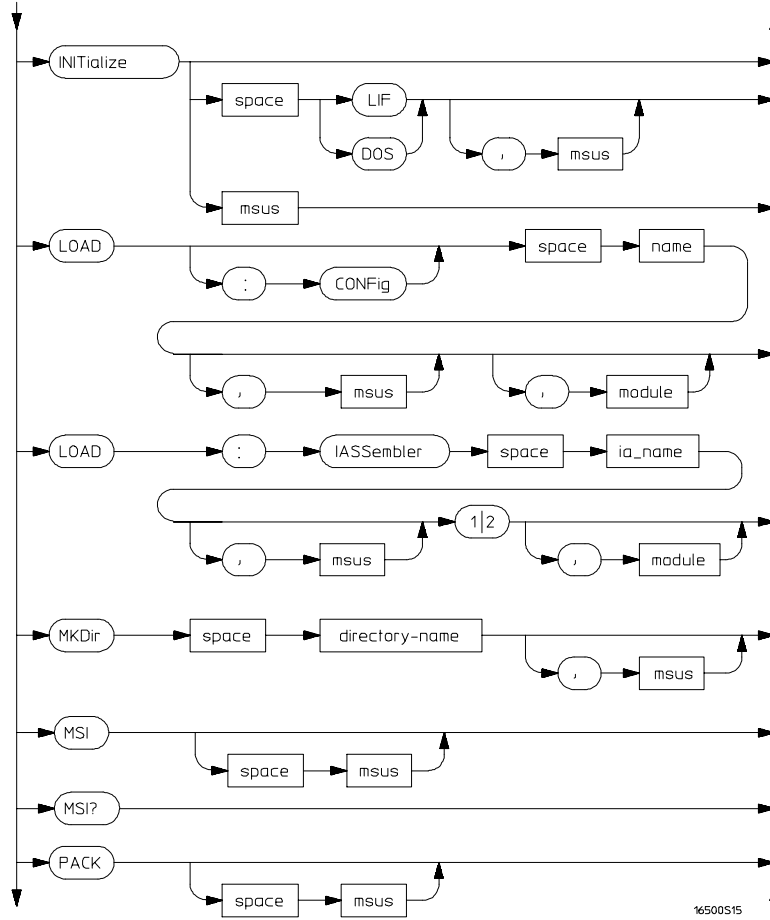 INITialize
space LIF
DOS , msus
msus
LOAD space name
: CONFig
, msus , module
LOAD : IASSembler space ia_name
1|2
, msus , module
MKDir space directory-name
, msus
MSI
space msus
MSI?
PACK
space msus
16500S15